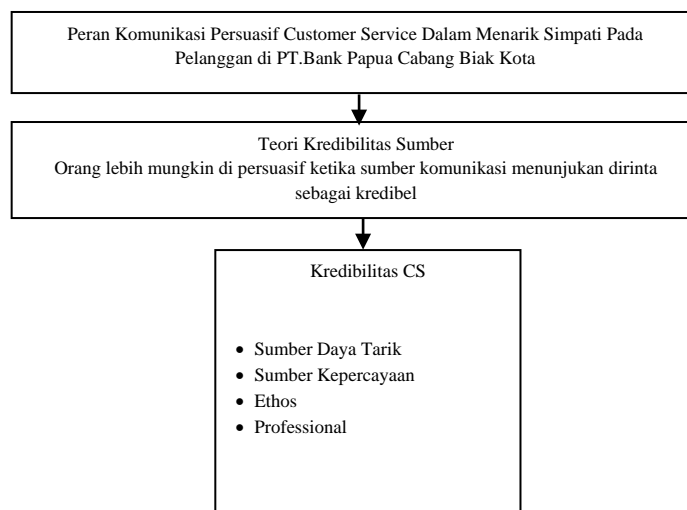 Peran Komunikasi Persuasif Customer Service Dalam Menarik Simpati Pada
Pelanggan di PT.Bank Papua Cabang Biak Kota
Teori Kredibilitas Sumber
Orang lebih mungkin di persuasif ketika sumber komunikasi menunjukan dirinta
sebagai kredibel
Kredibilitas CS
• Sumber Daya Tarik
• Sumber Kepercayaan
• Ethos
• Professional